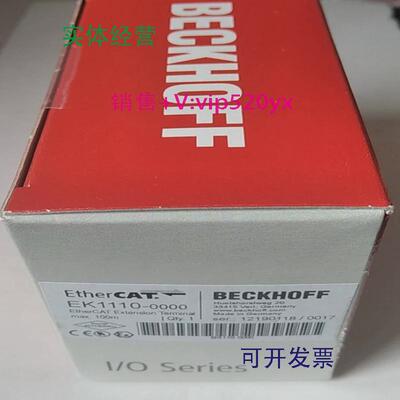 实体经营
BECKHOFF
销售+V:vip520yx
EtherCAT.
BECKHOFF
EK1110-0000
Huelshorstweg 20
33415 Verl, Germany
EtherCAT Extension Terminal
www.beckhoff.com
Made in Germany
max. 100m
Qty. 1
ser.: 12190118 / 0017
可开发票
I/O Series